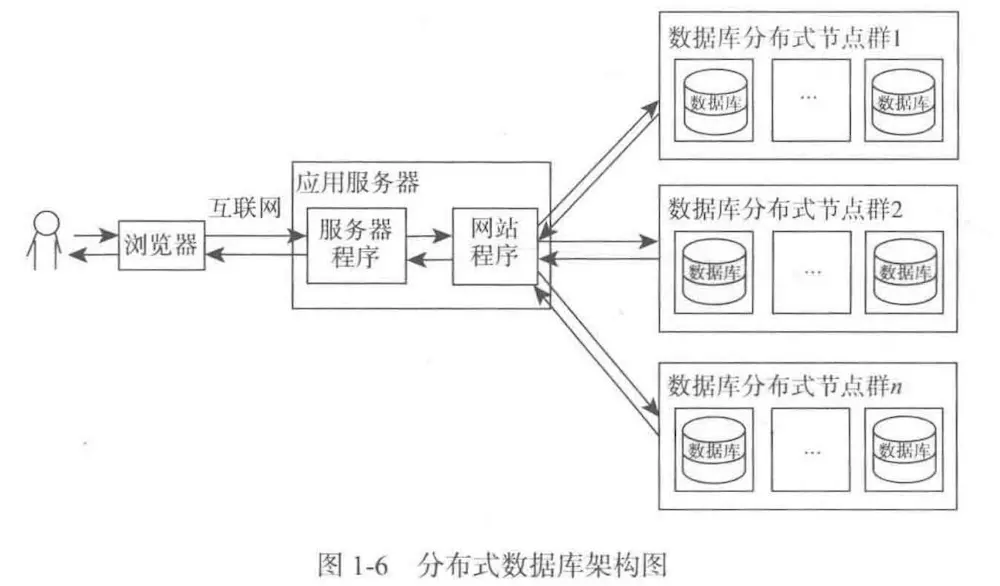 数据库分布式节点群1
数据库
…
数据库
应用服务器
互联网
浏览器
服务器
程序
网站
程序
数据库分布式节点群2
数据库
…
数据库
数据库分布式节点群n
数据库
…
数据库
图 1-6 分布式数据库架构图